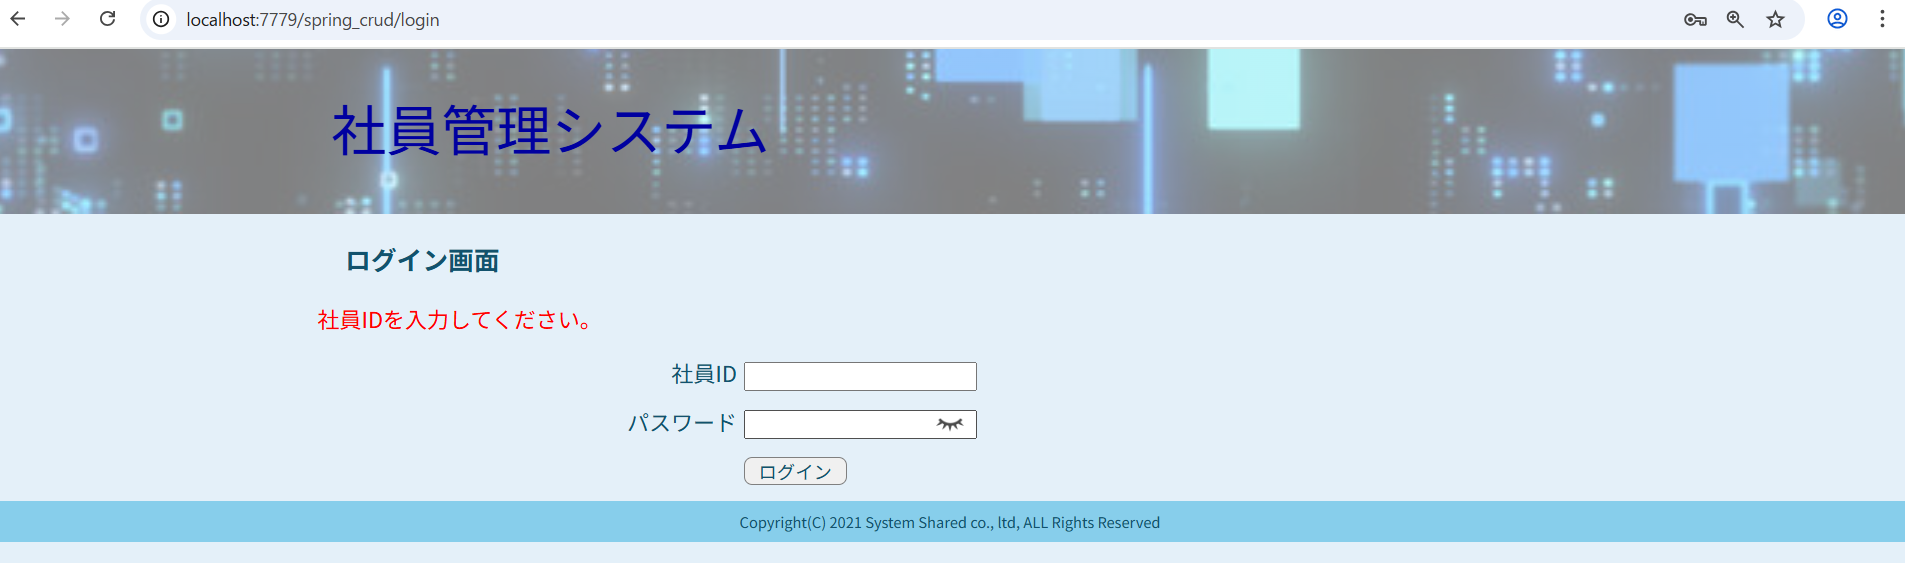 localhost:7779/spring_crud/login
社員管理システム
ログイン画面
社員IDを入力してください。
社員ID
パスワード
ログイン
Copyright(C) 2021 System Shared co., ltd, ALL Rights Reserved